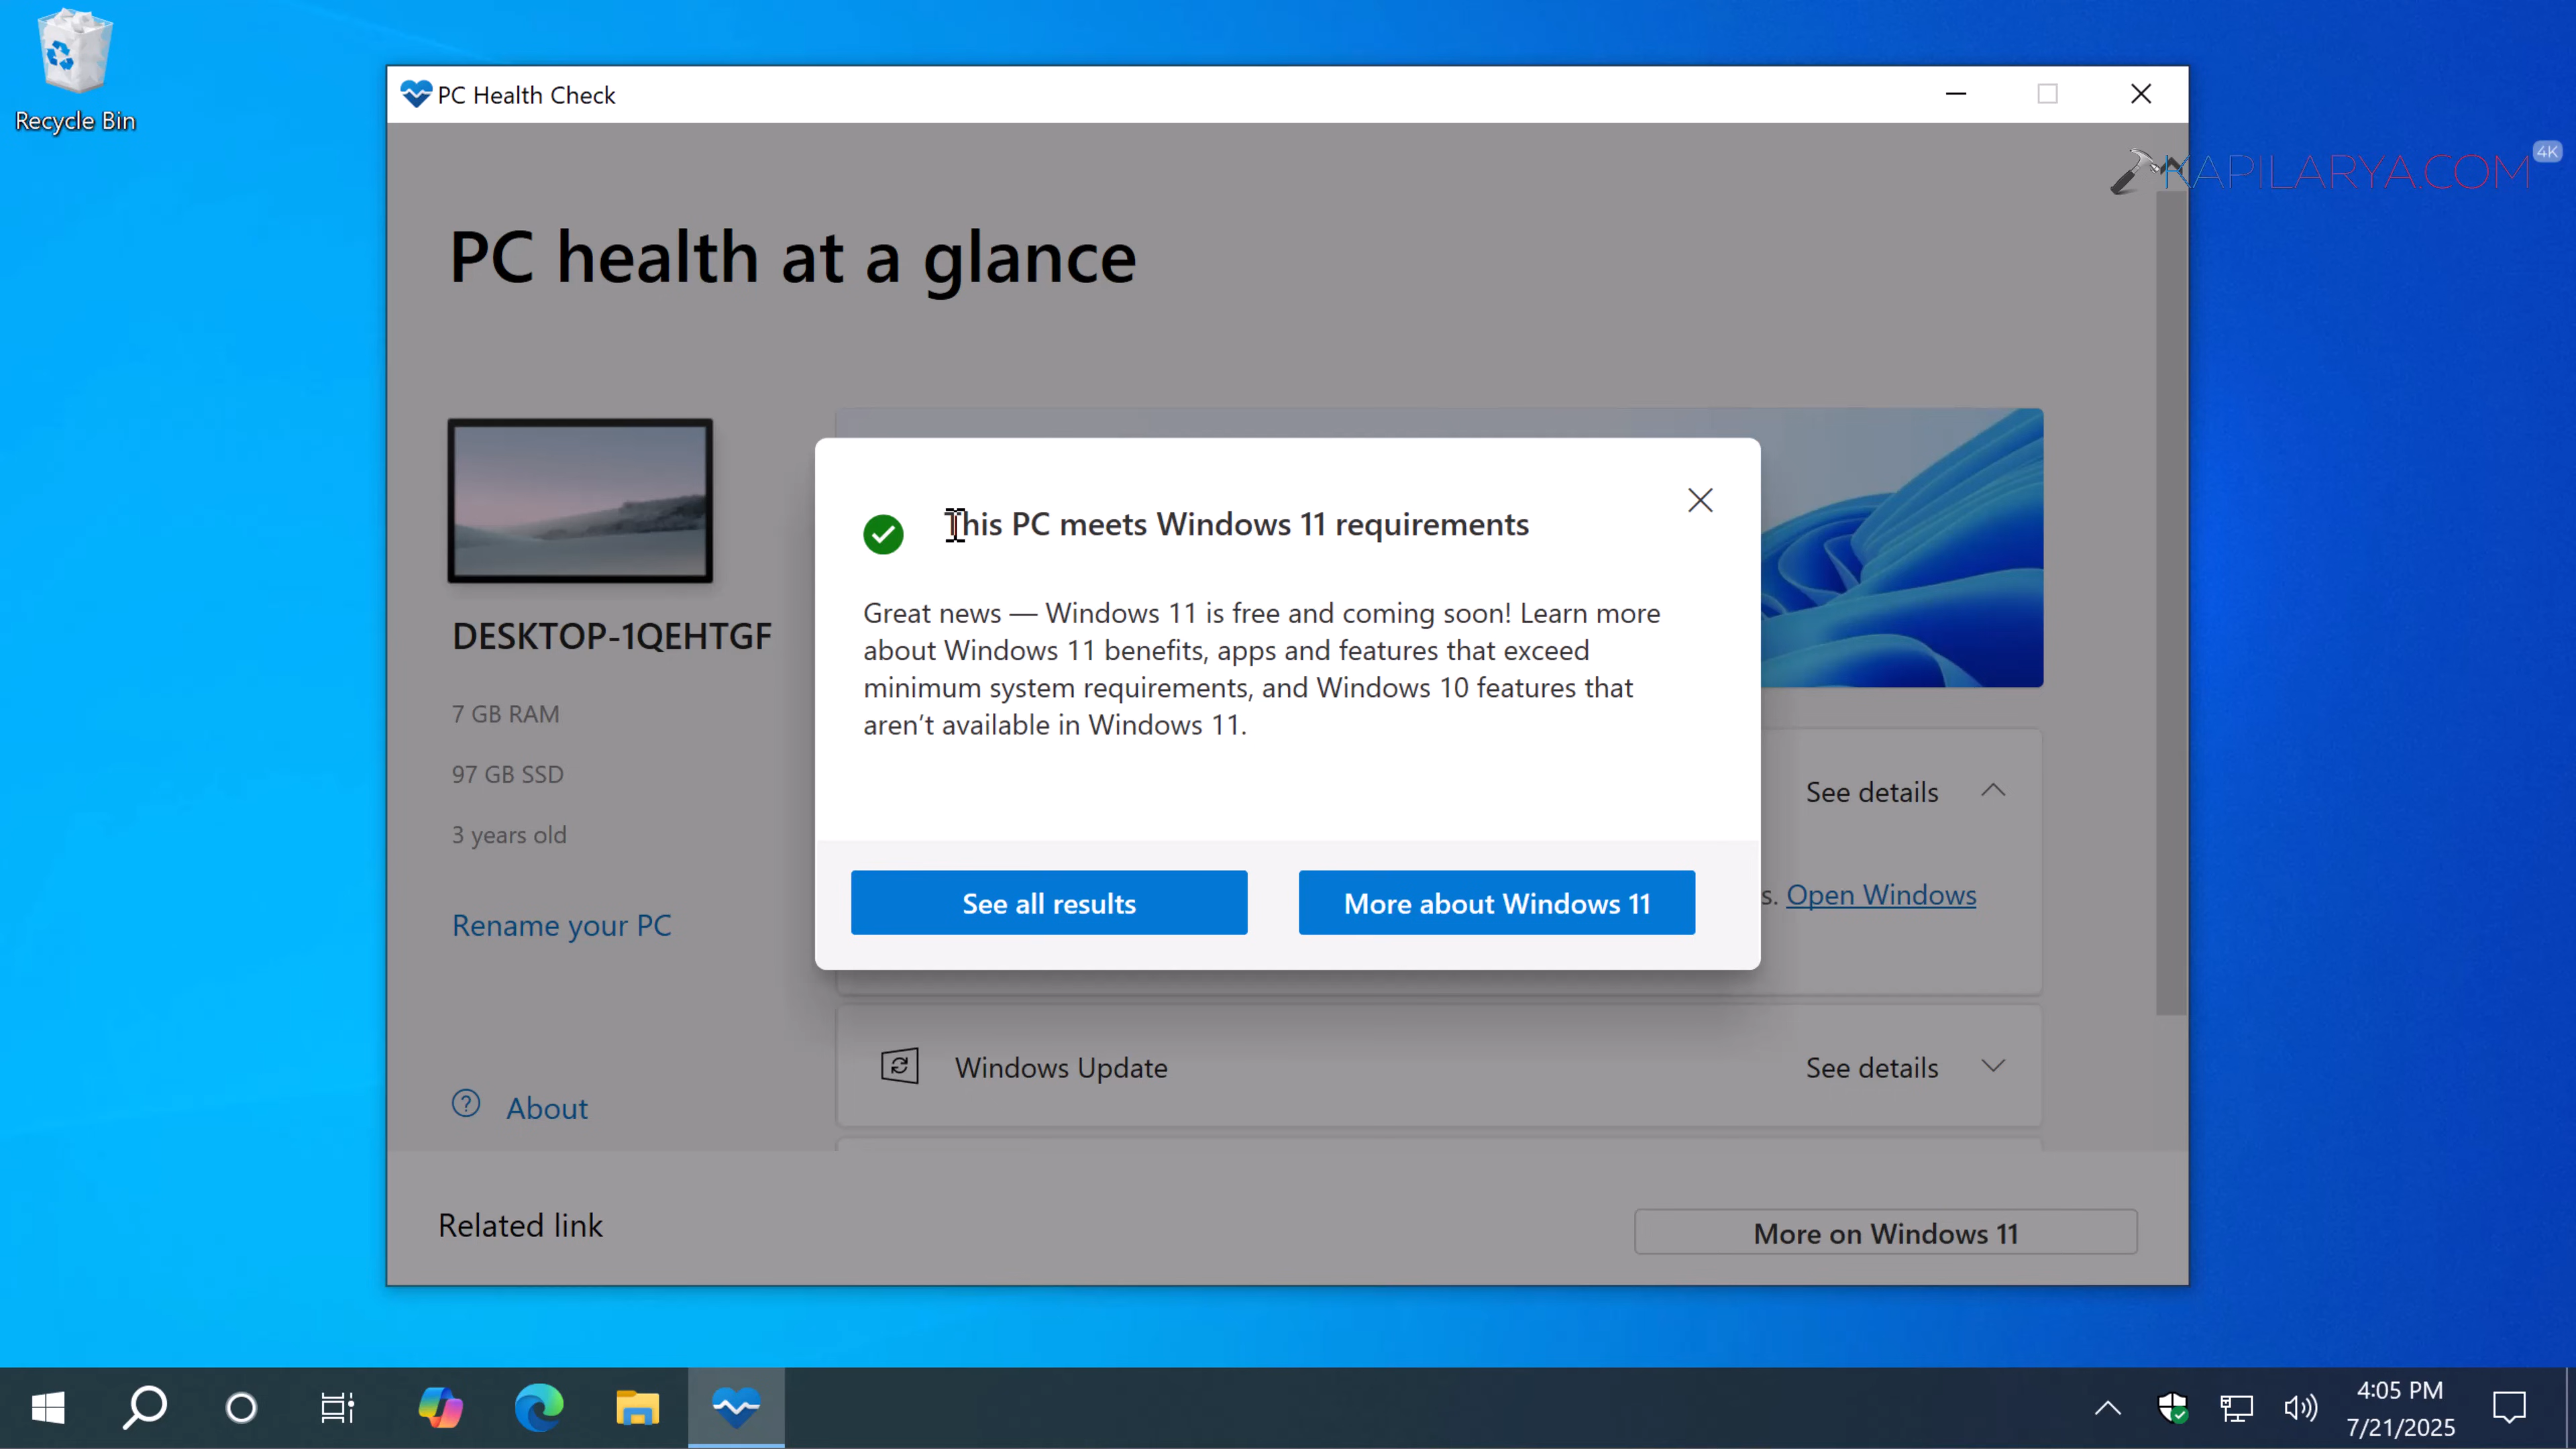 Recycle Bin
PC Health Check
KAPILARYA.COM
4K
PC health at a glance
This PC meets Windows 11 requirements
Great news — Windows 11 is free and coming soon! Learn more
about Windows 11 benefits, apps and features that exceed
minimum system requirements, and Windows 10 features that
aren’t available in Windows 11.
See all results
More about Windows 11
DESKTOP-1QEHTGF
7 GB RAM
97 GB SSD
3 years old
Rename your PC
About
See details
s. Open Windows
Windows Update
See details
Related link
More on Windows 11
4:05 PM
7/21/2025